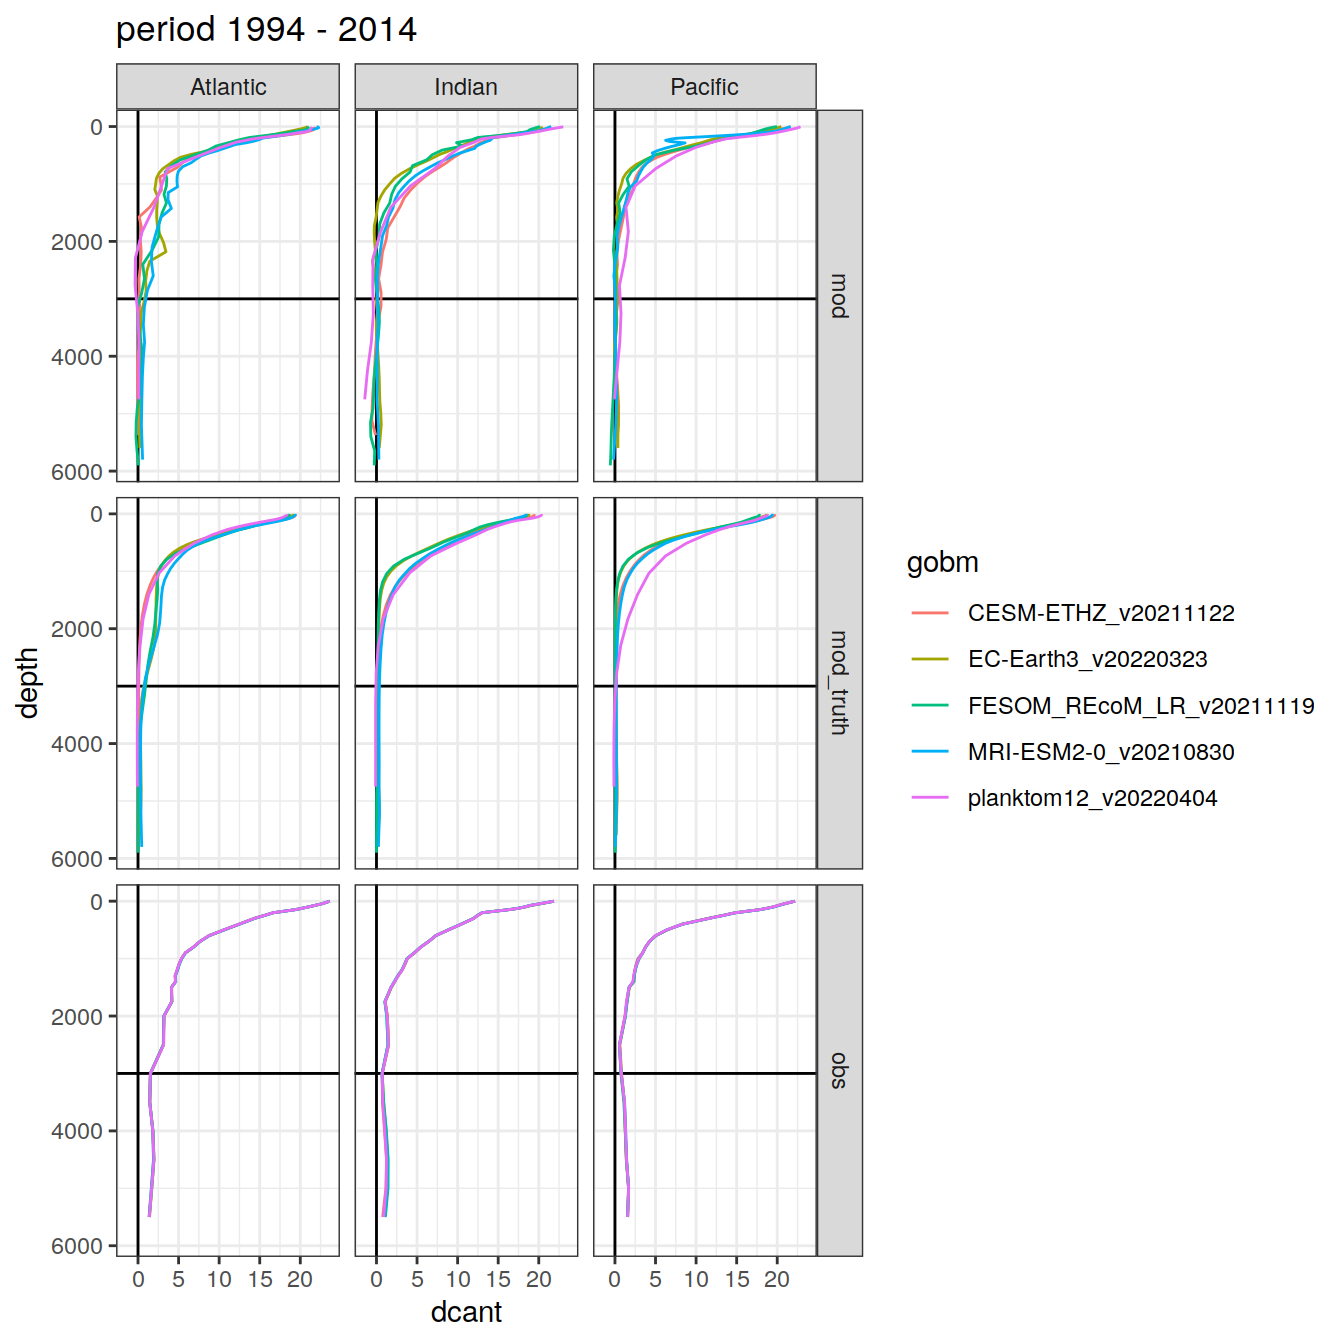 period 1994 - 2014
Atlantic
Indian
Pacific
0
2000
4000
6000
mod
0
2000
4000
6000
mod_truth
0
2000
4000
6000
obs
0 5 10 15 20
0 5 10 15 20
0 5 10 15 20
dcant
depth
gobm
CESM-ETHZ_v20211122
EC-Earth3_v20220323
FESOM_REcoM_LR_v20211119
MRI-ESM2-0_v20210830
planktom12_v20220404